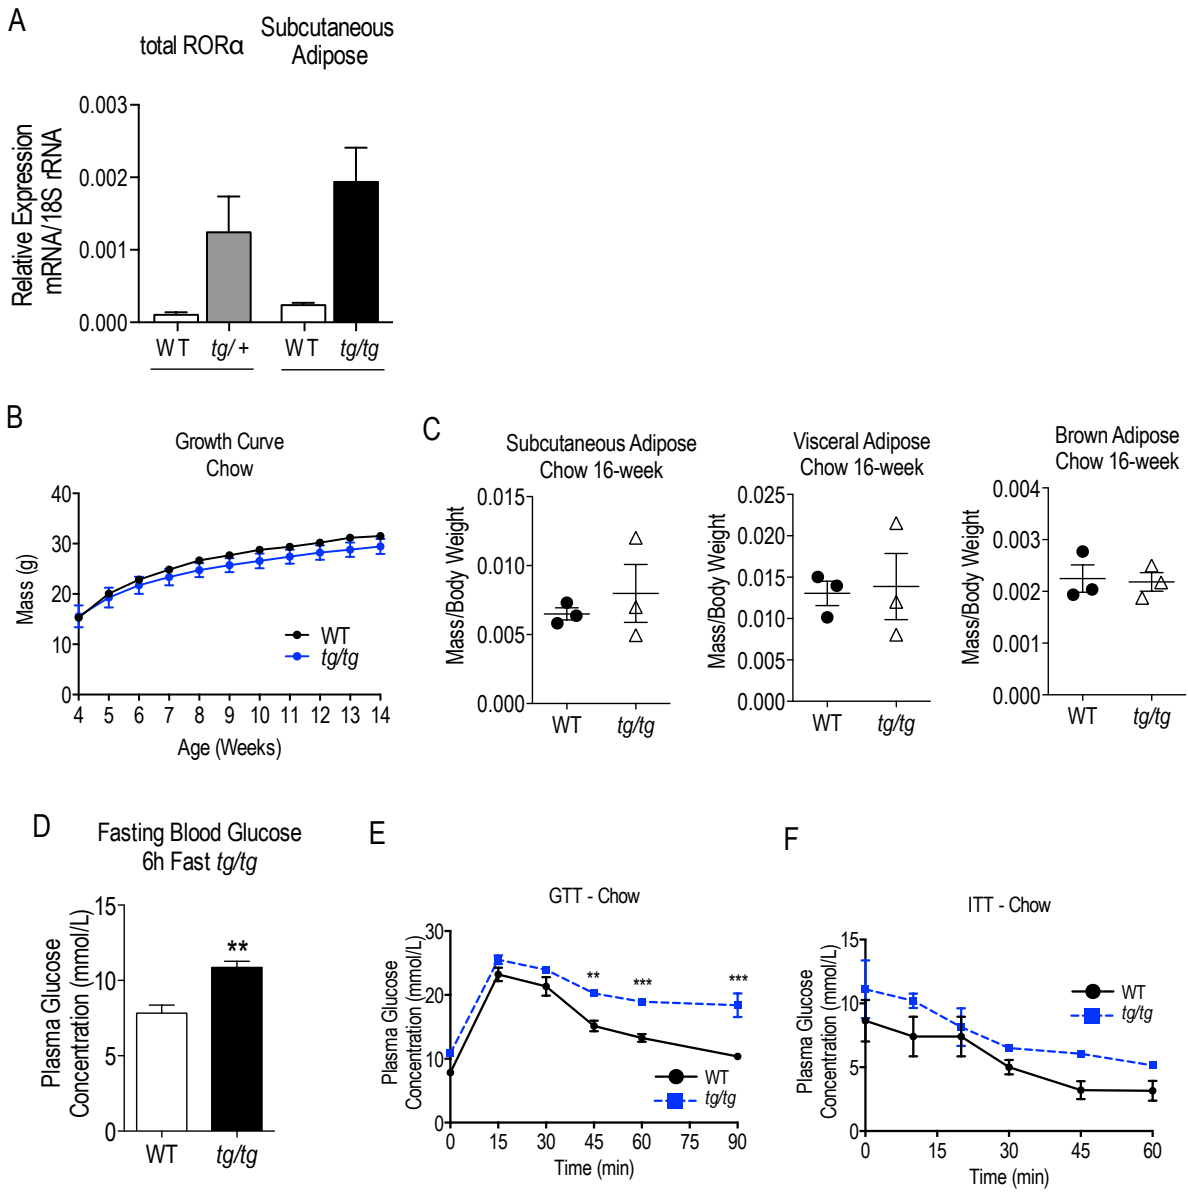 A
total RORα
Subcutaneous
Adipose
Relative Expression
mRNA/18S rRNA
0.003
0.002
0.001
0.000
WT
tg/+
WT
tg/tg
B
Growth Curve
Chow
Mass (g)
40
30
20
10
0
4 5 6 7 8 9 10 11 12 13 14
Age (Weeks)
WT
tg/tg
C
Subcutaneous Adipose
Chow 16-week
Mass/Body Weight
0.015
0.010
0.005
0.000
WT
tg/tg
Visceral Adipose
Chow 16-week
Mass/Body Weight
0.025
0.020
0.015
0.010
0.005
0.000
WT
tg/tg
Brown Adipose
Chow 16-week
Mass/Body Weight
0.004
0.003
0.002
0.001
0.000
WT
tg/tg
D
Fasting Blood Glucose
6h Fast tg/tg
Plasma Glucose
Concentration (mmol/L)
15
10
5
0
**
WT
tg/tg
E
GTT - Chow
Plasma Glucose
Concentration (mmol/L)
30
20
10
0
**
***
***
WT
tg/tg
0 15 30 45 60 75 90
Time (min)
F
ITT - Chow
Plasma Glucose
Concentration (mmol/L)
15
10
5
0
WT
tg/tg
0 15 30 45 60
Time (min)